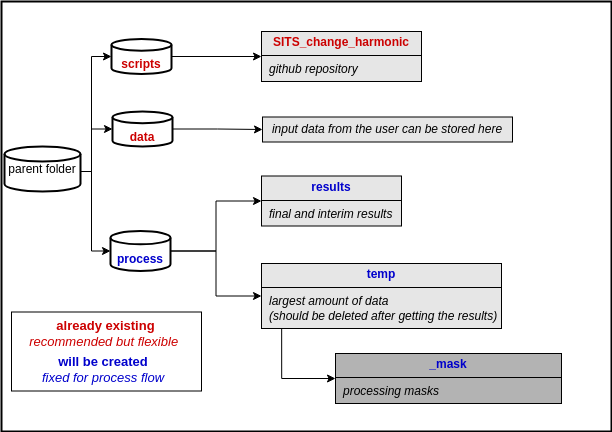 SITS_change_harmonic
github repository
scripts
data
input data from the user can be stored here
parent folder
results
final and interim results
process
temp
largest amount of data
(should be deleted after getting the results)
already existing
recommended but flexible
will be created
fixed for process flow
_mask
processing masks